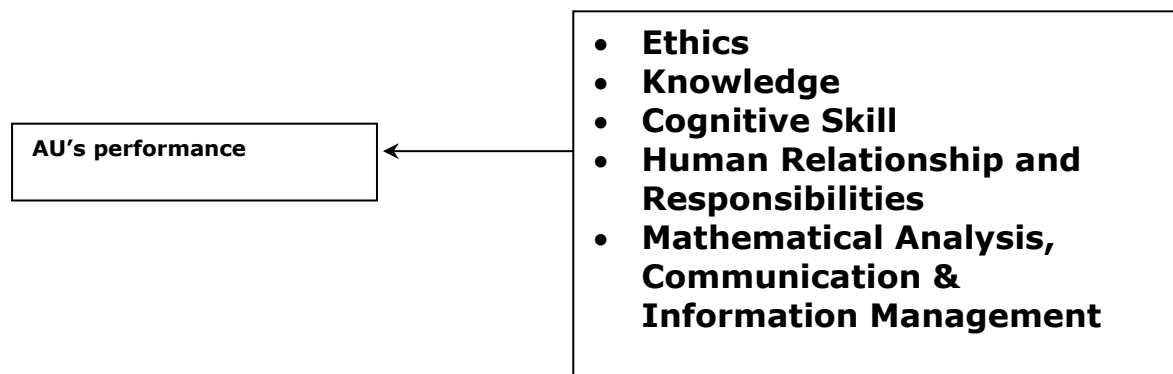 AU's performance
• Ethics
• Knowledge
• Cognitive Skill
• Human Relationship and
Responsibilities
• Mathematical Analysis,
Communication &
Information Management